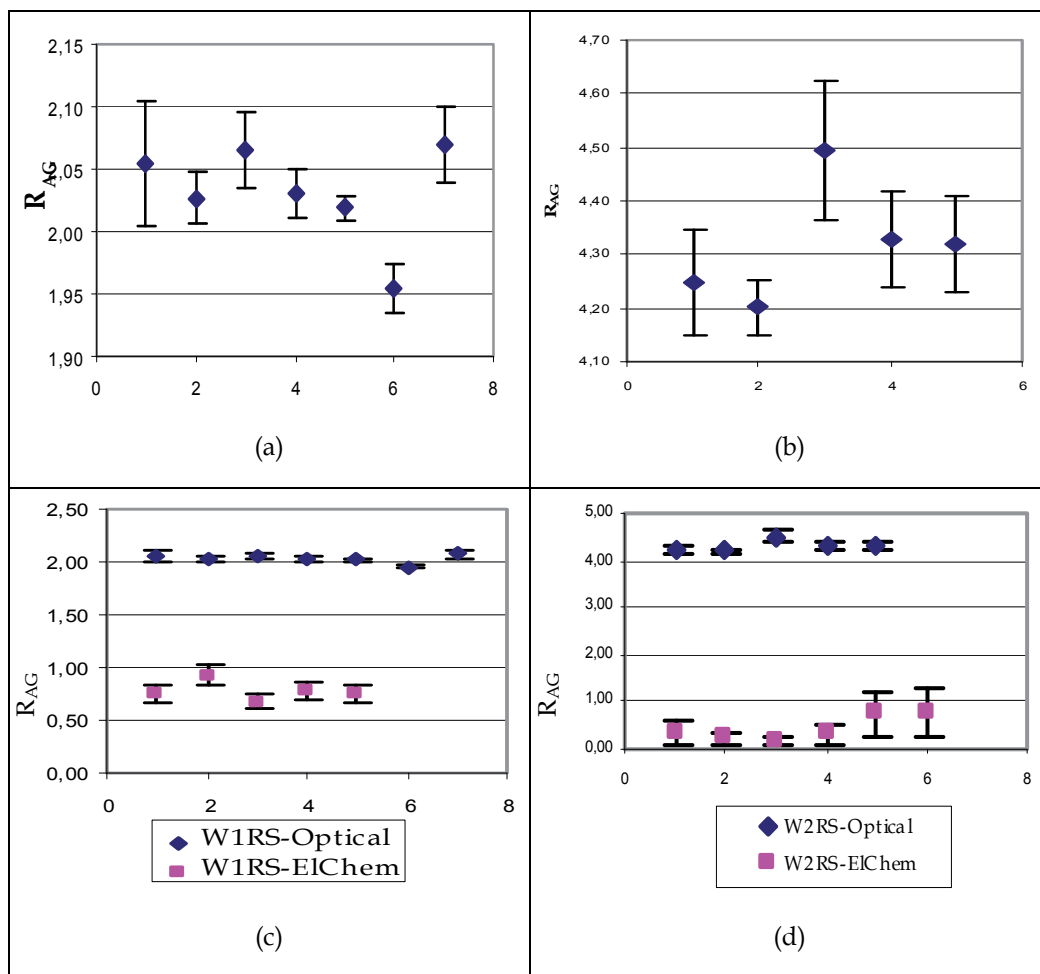 2,15
2,10
2,05
2,00
1,95
1,90
R AG
0 2 4 6 8
(a)
4,70
4,60
4,50
4,40
4,30
4,20
4,10
RAG
0 2 4 6
(b)
2,50
2,00
1,50
1,00
0,50
0,00
RAG
0 2 4 6 8
W1RS-Optical
W1RS-ElChem
(c)
5,00
4,00
3,00
2,00
1,00
0,00
RAG
0 2 4 6 8
W2RS-Optical
W2RS-ElChem
(d)